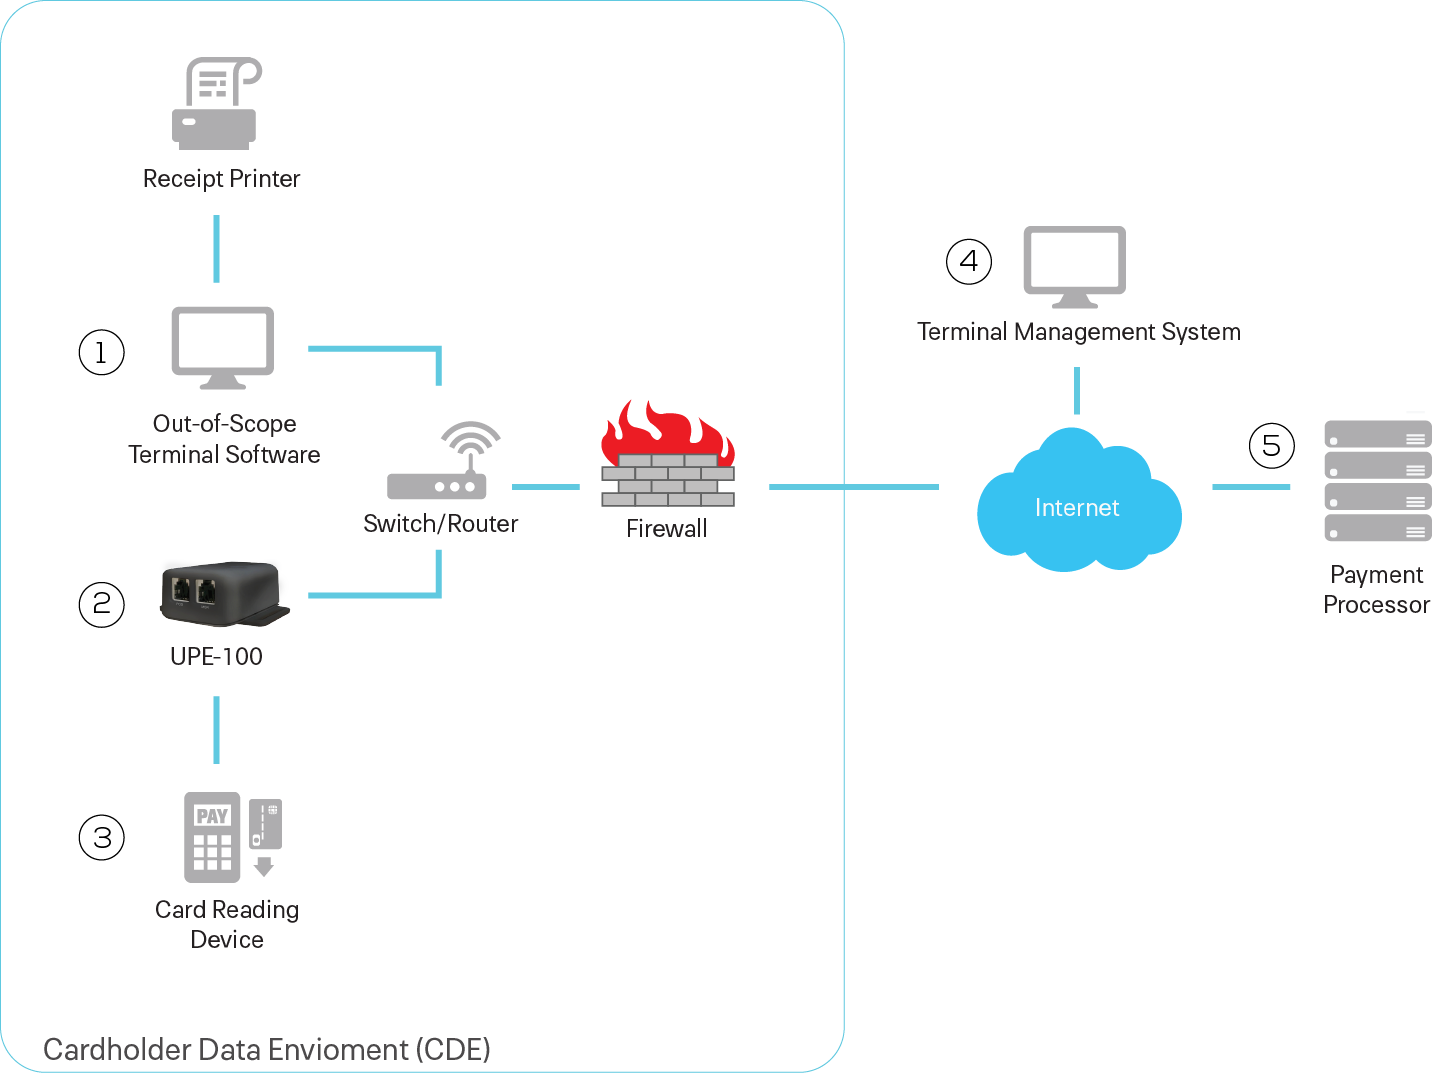 Receipt Printer
1
Out-of-Scope
Terminal Software
Switch/Router
Firewall
2
UPE-100
3
PAY
Card Reading
Device
Cardholder Data Envioment (CDE)
4
Terminal Management System
Internet
5
Payment
Processor